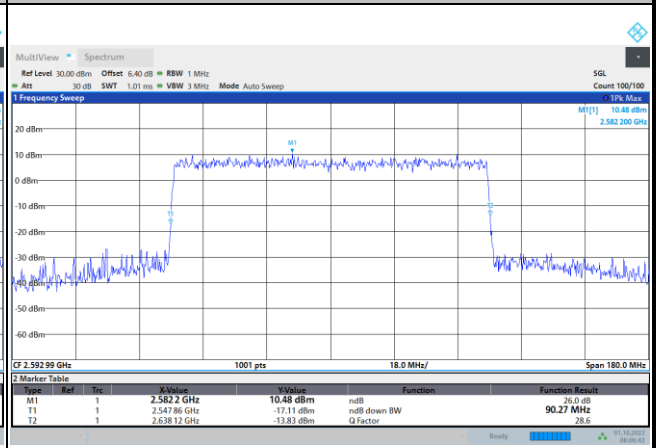 MultiView Spectrum
Ref Level 30.00 dBm Offset 6.40 dB RBW 1 MHz SGL
Att 30 dB SWT 1.01 ms VBW 3 MHz Mode Auto Sweep Count 100/100
1 Frequency Sweep 1Pk Max
M1[1] 10.48 dBm
2.582 200 GHz
20 dBm
M1
10 dBm
0 dBm
-10 dBm
T1
T2
-20 dBm
-30 dBm
-40 dBm
-50 dBm
-60 dBm
CF 2.592 99 GHz 1001 pts 18.0 MHz/ Span 180.0 MHz
2 Marker Table
Type Ref Trc X-Value Y-Value Function Function Result
M1 1 2.582 2 GHz 10.48 dBm ndB 26.0 dB
T1 1 2.547 86 GHz -17.11 dBm ndB down BW 90.27 MHz
T2 1 2.638 12 GHz -13.83 dBm Q Factor 28.6
Ready 01.10.2022
08:06:42